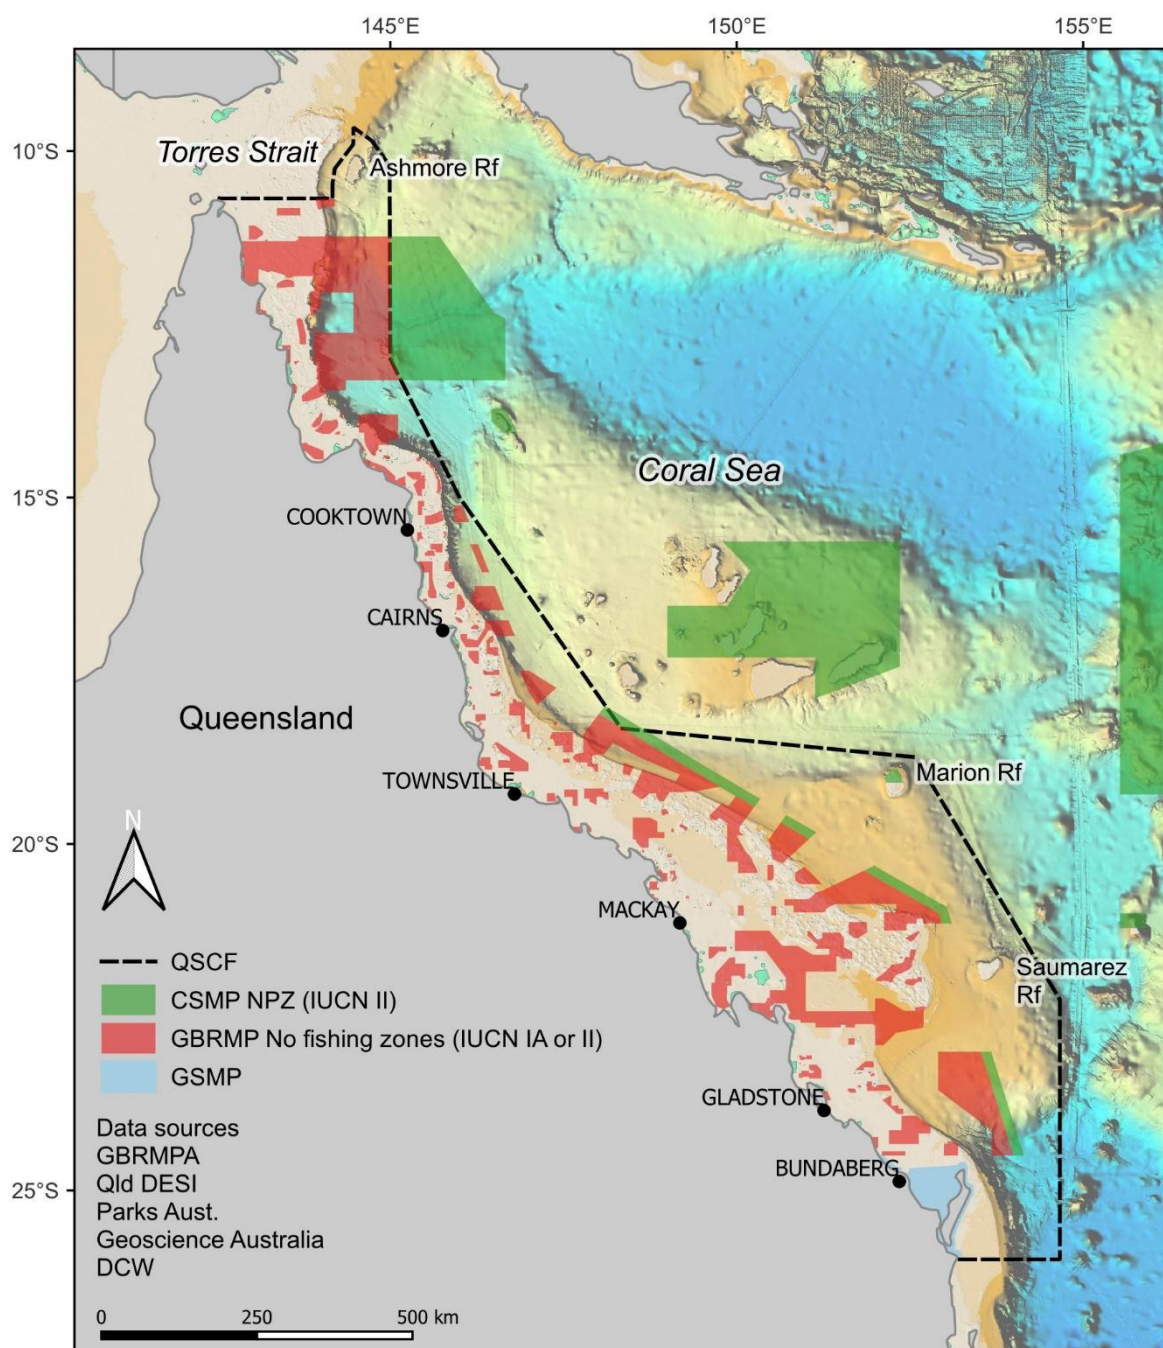 145°E
150°E
155°E
10°S
Torres Strait
Ashmore Rf
15°S
Coral Sea
COOKTOWN
CAIRNS
Queensland
TOWNSVILLE
Marion Rf
20°S
N
MACKAY
Saumarez
Rf
QSCF
CSMP NPZ (IUCN II)
GBRMP No fishing zones (IUCN IA or II)
GSMP
GLADSTONE
Data sources
GBRMPA
Qld DESI
Parks Aust.
Geoscience Australia
DCW
BUNDABERG
25°S
0
250
500 km